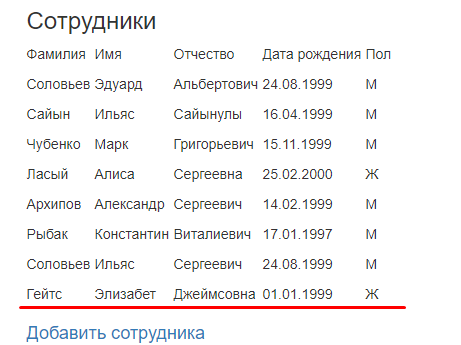 Сотрудники
Фамилия Имя Отчество Дата рождения Пол
Соловьев Эдуард Альбертович 24.08.1999 М
Сайын Ильяс Сайынулы 16.04.1999 М
Чубенко Марк Григорьевич 15.11.1999 М
Ласый Алиса Сергеевна 25.02.2000 Ж
Архипов Александр Сергеевич 14.02.1999 М
Рыбак Константин Виталиевич 17.01.1997 М
Соловьев Ильяс Сергеевич 24.08.1999 М
Гейтс Элизабет Джеймсовна 01.01.1999 Ж
Добавить сотрудника